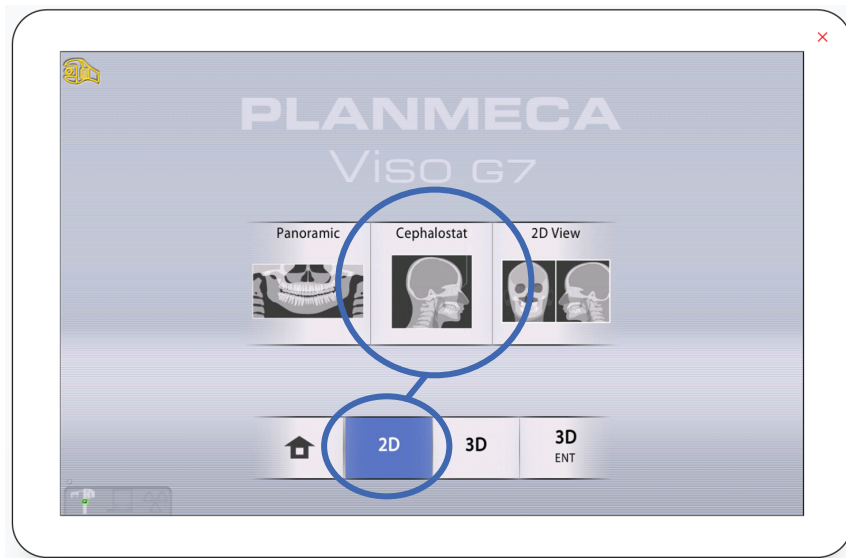 PLANMECA
Viso G7
Panoramic
Cephalostat
2D View
2D
3D
3D
ENT